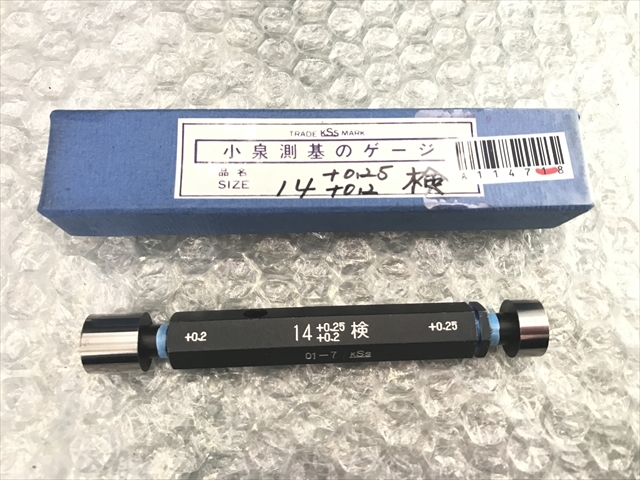 TRADE KSs MARK
小泉測基のゲージ
品名
SIZE 14 +0.25 +0.2 検
A114718
+0.2 14 +0.25 +0.2 検 +0.25
01-7 KSs